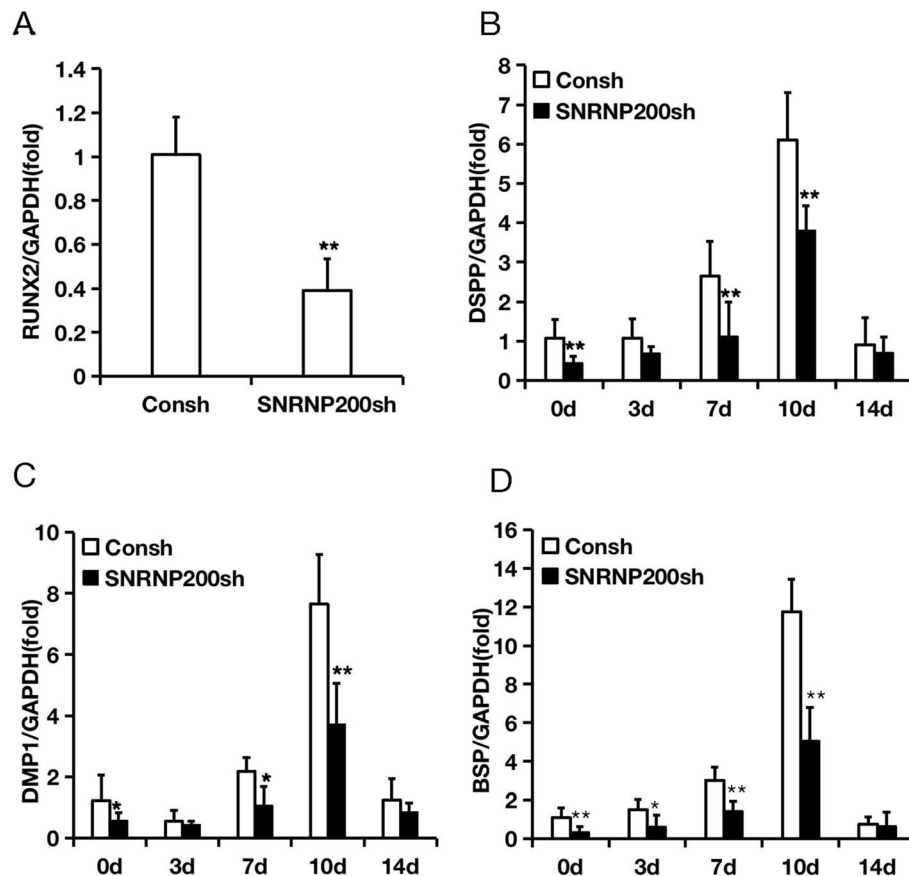 A
RUNX2/GAPDH(fold)
1.4
1.2
1
0.8
0.6
0.4
0.2
0
**
Consh SNRNP200sh
B
DSPP/GAPDH(fold)
Consh
SNRNP200sh
8
7
6
5
4
3
2
1
0
**
**
**
0d 3d 7d 10d 14d
C
DMP1/GAPDH(fold)
Consh
SNRNP200sh
10
8
6
4
2
0
*
*
**
0d 3d 7d 10d 14d
D
BSP/GAPDH(fold)
Consh
SNRNP200sh
16
14
12
10
8
6
4
2
0
**
*
**
**
0d 3d 7d 10d 14d